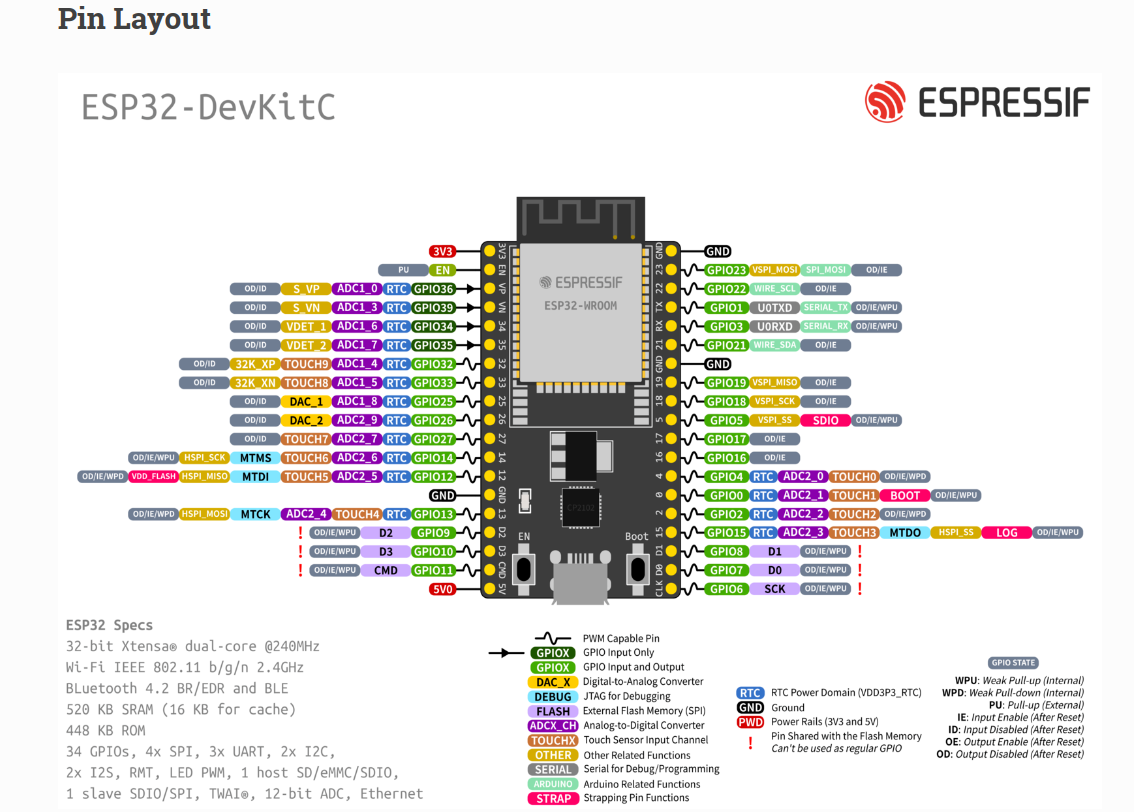 Pin Layout
ESP32-DevKitC
ESPRESSIF
3V3 3V3 GND GND
PU EN EN 23 GPIO23 VSPI_MOSI SPI_MOSI OD/IE
OD/ID S_VP ADC1_0 RTC GPIO36 VP 22 GPIO22 WIRE_SCL OD/IE
ESPRESSIF
OD/ID S_VN ADC1_3 RTC GPIO39 VN TX GPIO1 U0TXD SERIAL_TX OD/IE/WPU
ESP32-WROOM
OD/ID VDET_1 ADC1_6 RTC GPIO34 34 RX GPIO3 U0RXD SERIAL_RX OD/IE/WPU
OD/ID VDET_2 ADC1_7 RTC GPIO35 35 21 GPIO21 WIRE_SDA OD/IE
OD/ID 32K_XP TOUCH9 ADC1_4 RTC GPIO32 32 GND GND
OD/ID 32K_XN TOUCH8 ADC1_5 RTC GPIO33 33 19 GPIO19 VSPI_MISO OD/IE
OD/ID DAC_1 ADC1_8 RTC GPIO25 25 18 GPIO18 VSPI_SCK OD/IE
OD/ID DAC_2 ADC2_9 RTC GPIO26 26 5 GPIO5 VSPI_SS SDIO OD/IE/WPU
OD/ID TOUCH7 ADC2_7 RTC GPIO27 27 17 GPIO17 OD/IE
OD/IE/WPU HSPI_SCK MTMS TOUCH6 ADC2_6 RTC GPIO14 14 16 GPIO16 OD/IE
OD/IE/WPD VDD_FLASH HSPI_MISO MTDI TOUCH5 ADC2_5 RTC GPIO12 12 4 GPIO4 RTC ADC2_0 TOUCH0 OD/IE/WPD
GND GND 0 GPIO0 RTC ADC2_1 TOUCH1 BOOT OD/IE/WPU
CP2102
OD/IE/WPU HSPI_MOSI MTCK ADC2_4 TOUCH4 RTC GPIO13 13 2 GPIO2 RTC ADC2_2 TOUCH2 OD/IE/WPD
! OD/IE/WPU D2 GPIO9 D2 15 GPIO15 RTC ADC2_3 TOUCH3 MTDO HSPI_SS LOG OD/IE/WPU
EN Boot
! OD/IE/WPU D3 GPIO10 D3 D1 GPIO8 D1 OD/IE/WPU !
! OD/IE/WPU CMD GPIO11 CMD D0 GPIO7 D0 OD/IE/WPU !
5V0 5V CLK GPIO6 SCK OD/IE/WPU !
ESP32 Specs
32-bit Xtensa® dual-core @240MHz
Wi-Fi IEEE 802.11 b/g/n 2.4GHz
BLuetooth 4.2 BR/EDR and BLE
520 KB SRAM (16 KB for cache)
448 KB ROM
34 GPIOs, 4x SPI, 3x UART, 2x I2C,
2x I2S, RMT, LED PWM, 1 host SD/eMMC/SDIO,
1 slave SDIO/SPI, TWAI®, 12-bit ADC, Ethernet
PWM Capable Pin
GPIOX GPIO Input Only
GPIOX GPIO Input and Output
DAC_X Digital-to-Analog Converter
DEBUG JTAG for Debugging
FLASH External Flash Memory (SPI)
ADCX_CH Analog-to-Digital Converter
TOUCHX Touch Sensor Input Channel
OTHER Other Related Functions
SERIAL Serial for Debug/Programming
ARDUINO Arduino Related Functions
STRAP Strapping Pin Functions
RTC RTC Power Domain (VDD3P3_RTC)
GND Ground
PWD Power Rails (3V3 and 5V)
! Pin Shared with the Flash Memory
Can't be used as regular GPIO
GPIO STATE
WPU: Weak Pull-up (Internal)
WPD: Weak Pull-down (Internal)
PU: Pull-up (External)
IE: Input Enable (After Reset)
ID: Input Disabled (After Reset)
OE: Output Enable (After Reset)
OD: Output Disabled (After Reset)